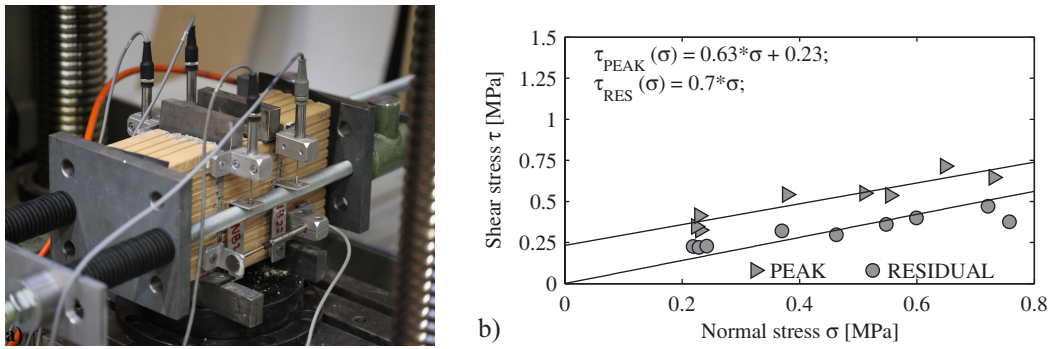 a)
τPEAK (σ) = 0.63*σ + 0.23;
τRES (σ) = 0.7*σ;
1.5
1.25
1
0.75
0.5
0.25
0
Shear stress τ [MPa]
PEAK
RESIDUAL
0
0.2
0.4
0.6
0.8
Normal stress σ [MPa]
b)